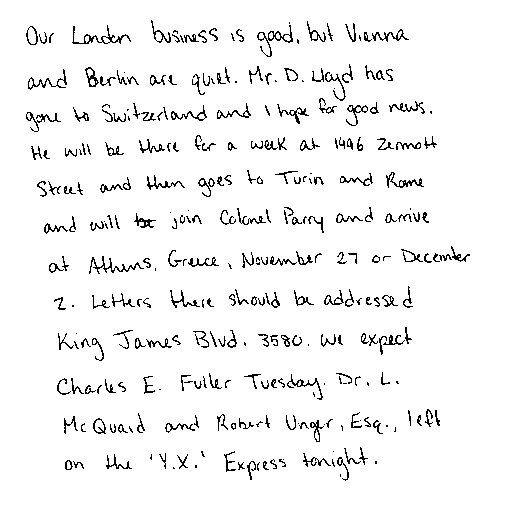 Our London business is good, but Vienna
and Berlin are quiet. Mr. D. Lloyd has
gone to Switzerland and I hope for good news.
He will be there for a week at 1496 Zermott
Street and then goes to Turin and Rome
and will join Colonel Parry and arrive
at Athens, Greece, November 27 or December
2. Letters there should be addressed
King James Blvd. 3580. We expect
Charles E. Fuller Tuesday. Dr. L.
McQuaid and Robert Unger, Esq., left
on the 'Y.X.' Express tonight.